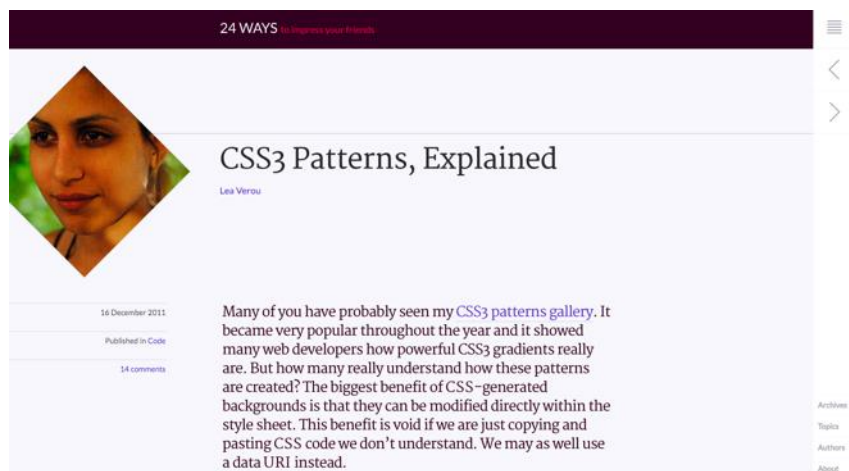 24 WAYS to impress your friends
CSS3 Patterns, Explained
Lea Verou
16 December 2011
Published in Code
14 comments
Many of you have probably seen my CSS3 patterns gallery. It
became very popular throughout the year and it showed
many web developers how powerful CSS3 gradients really
are. But how many really understand how these patterns
are created? The biggest benefit of CSS-generated
backgrounds is that they can be modified directly within the
style sheet. This benefit is void if we are just copying and
pasting CSS code we don’t understand. We may as well use
a data URI instead.
Archives
Topics
Authors
About